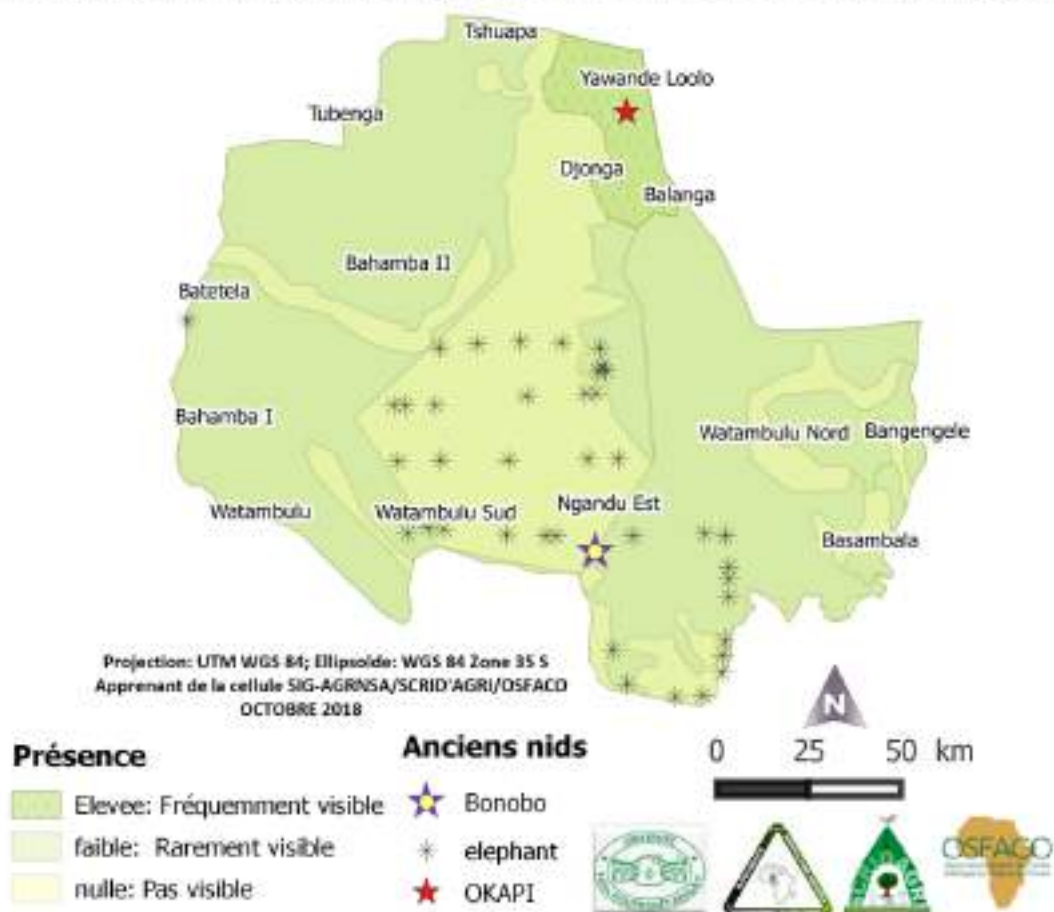 Tshuapa
Yawande Loolo
Tubenga
Djonga
Balanga
Bahamba II
Batetela
Bahamba I
Watambulu Nord
Bangengele
Watambulu
Watambulu Sud
Ngandu Est
Basambala
Projection: UTM WGS 84; Ellipsoide: WGS 84 Zone 35 S
Apprenant de la cellule SIG-AGRNSA/SCRID'AGRI/OSFACO
OCTOBRE 2018
N
Présence
Elevee: Fréquemment visible
faible: Rarement visible
nulle: Pas visible
Anciens nids
Bonobo
elephant
OKAPI
0 25 50 km
SCRID'AGRI
OSFACO